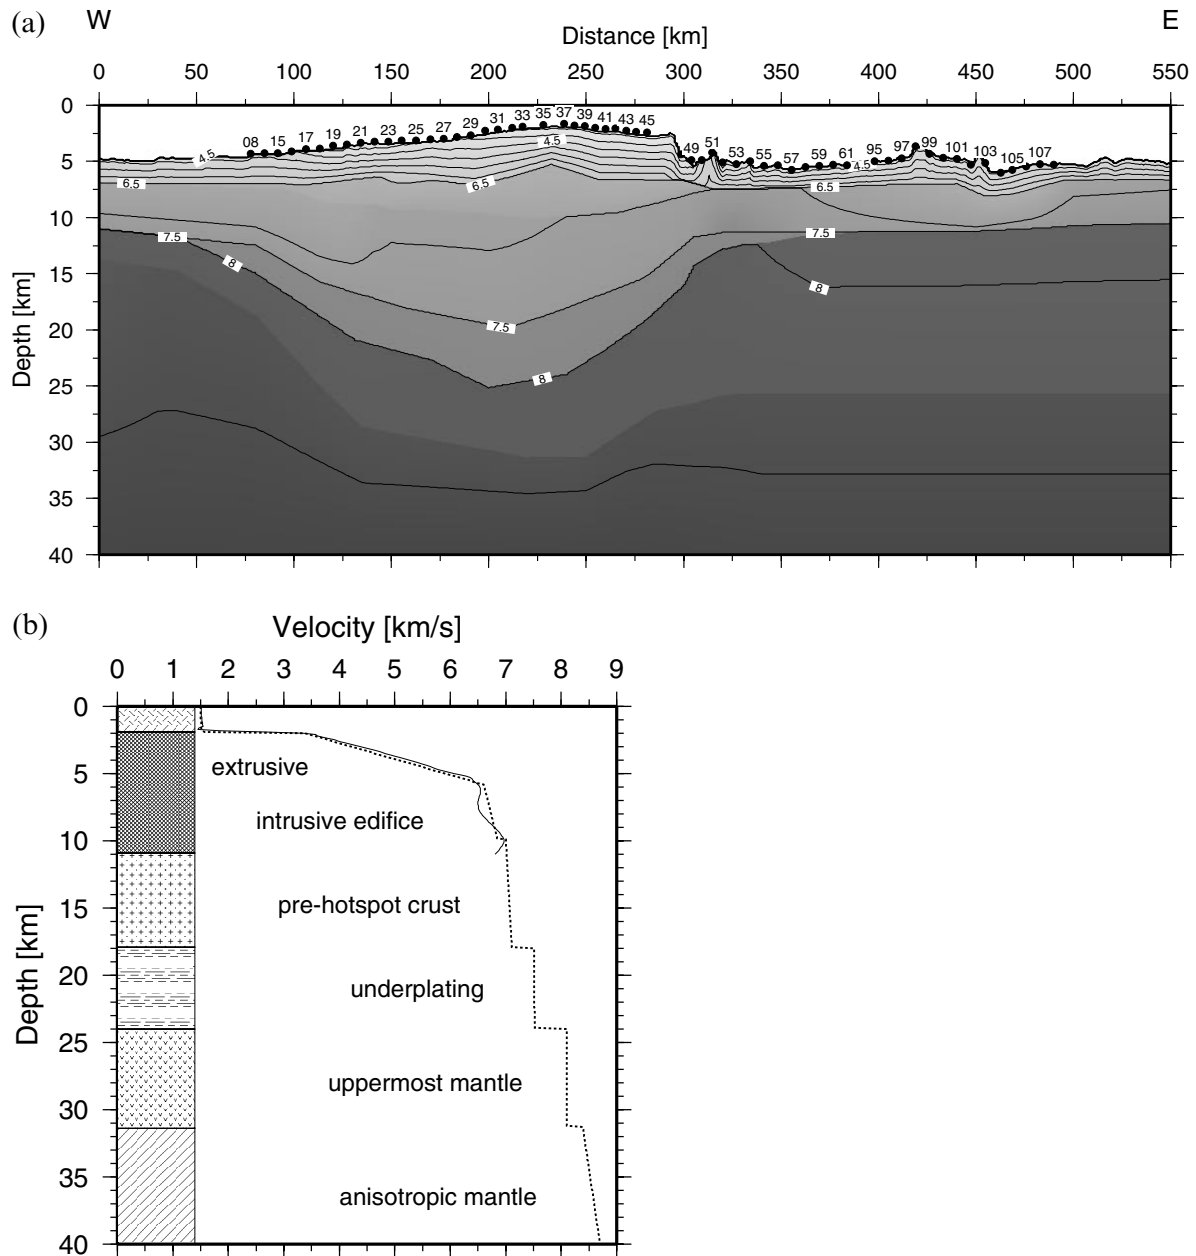 (a) W E
Distance [km]
0 50 100 150 200 250 300 350 400 450 500 550
0
08 15 17 19 21 23 25 27 29 31 33 35 37 39 41 43 45 49 51 53 55 57 59 61 95 97 99 101 103 105 107
4.5 4.5 4.5
5
6.5 6.5 6.5
10
7.5 7.5
8 8
15
20
7.5
25
8
30
35
40
Depth [km]
(b)
Velocity [km/s]
0 1 2 3 4 5 6 7 8 9
0
extrusive
5
intrusive edifice
10
pre-hotspot crust
15
20
underplating
25
uppermost mantle
30
35
anisotropic mantle
40
Depth [km]